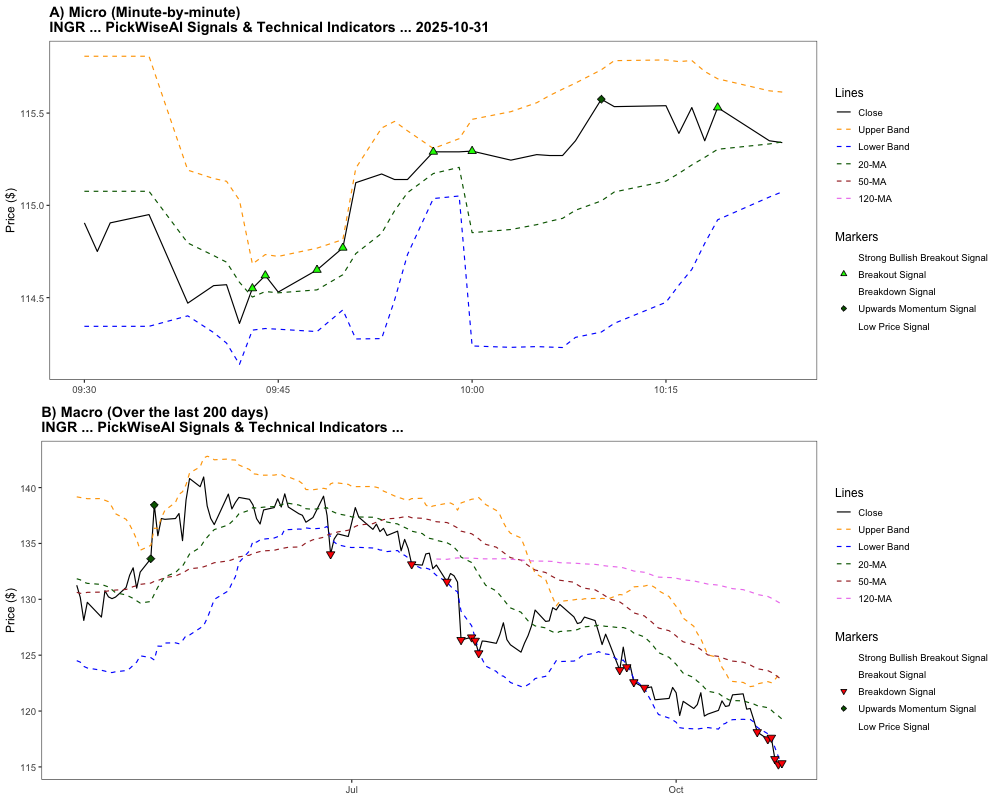 A) Micro (Minute-by-minute)
INGR ... PickWiseAI Signals & Technical Indicators ... 2025-10-31
Price ($)
115.5
115.0
114.5
09:30
09:45
10:00
10:15
Lines
Close
Upper Band
Lower Band
20-MA
50-MA
120-MA
Markers
Strong Bullish Breakout Signal
Breakout Signal
Breakdown Signal
Upwards Momentum Signal
Low Price Signal
B) Macro (Over the last 200 days)
INGR ... PickWiseAI Signals & Technical Indicators ...
Price ($)
140
135
130
125
120
115
Jul
Oct
Lines
Close
Upper Band
Lower Band
20-MA
50-MA
120-MA
Markers
Strong Bullish Breakout Signal
Breakout Signal
Breakdown Signal
Upwards Momentum Signal
Low Price Signal